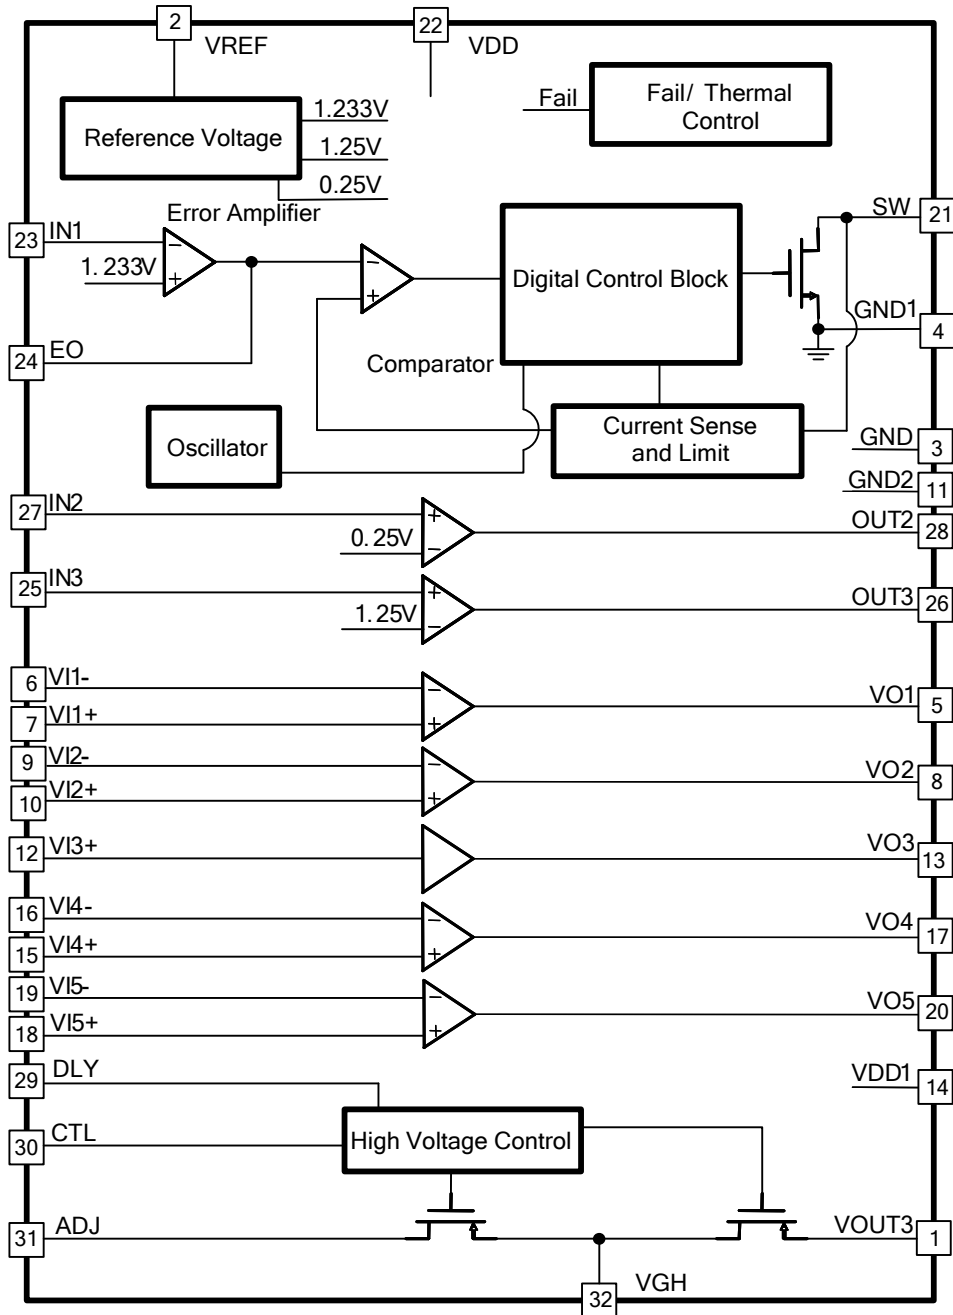 2
VREF
22
VDD
Reference Voltage
1.233V
1.25V
0.25V
Fail
Fail/ Thermal
Control
Error Amplifier
23
IN1
−
1.233V
+
−
+
Digital Control Block
SW
21
GND1
4
24
EO
Comparator
Oscillator
Current Sense
and Limit
GND
3
GND2
11
27
IN2
+
0.25V
−
OUT2
28
25
IN3
+
1.25V
−
OUT3
26
6
VI1-
−
7
VI1+
+
VO1
5
9
VI2-
−
10
VI2+
+
VO2
8
12
VI3+
VO3
13
16
VI4-
−
15
VI4+
+
VO4
17
19
VI5-
−
18
VI5+
+
VO5
20
29
DLY
VDD1
14
30
CTL
High Voltage Control
31
ADJ
VOUT3
1
VGH
32